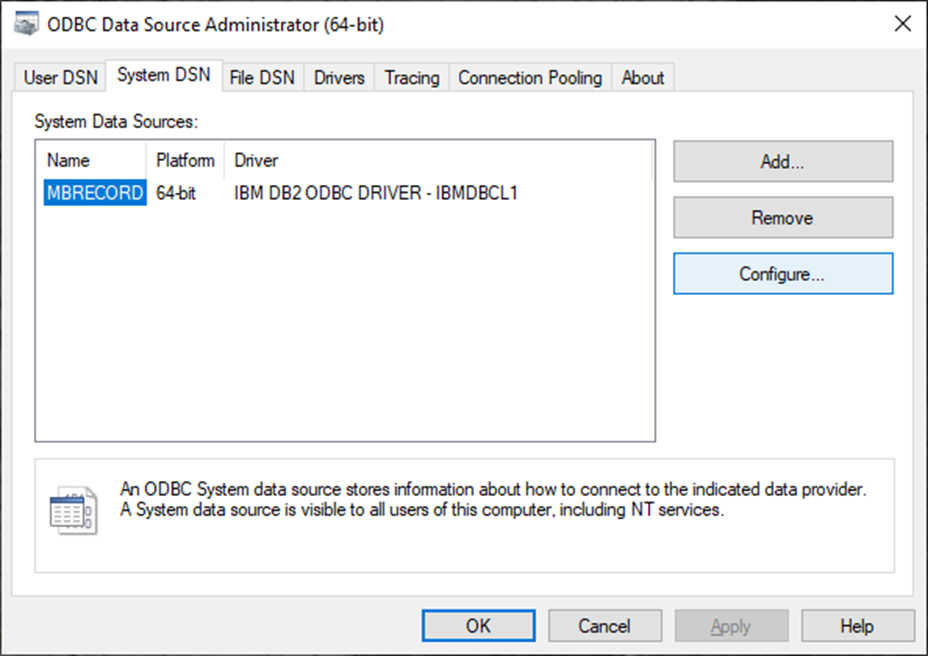 ODBC Data Source Administrator (64-bit)
User DSN System DSN File DSN Drivers Tracing Connection Pooling About
System Data Sources:
Name Platform Driver
MBRECORD 64-bit IBM DB2 ODBC DRIVER - IBMDBCL1
Add...
Remove
Configure...
An ODBC System data source stores information about how to connect to the indicated data provider.
A System data source is visible to all users of this computer, including NT services.
OK Cancel Apply Help